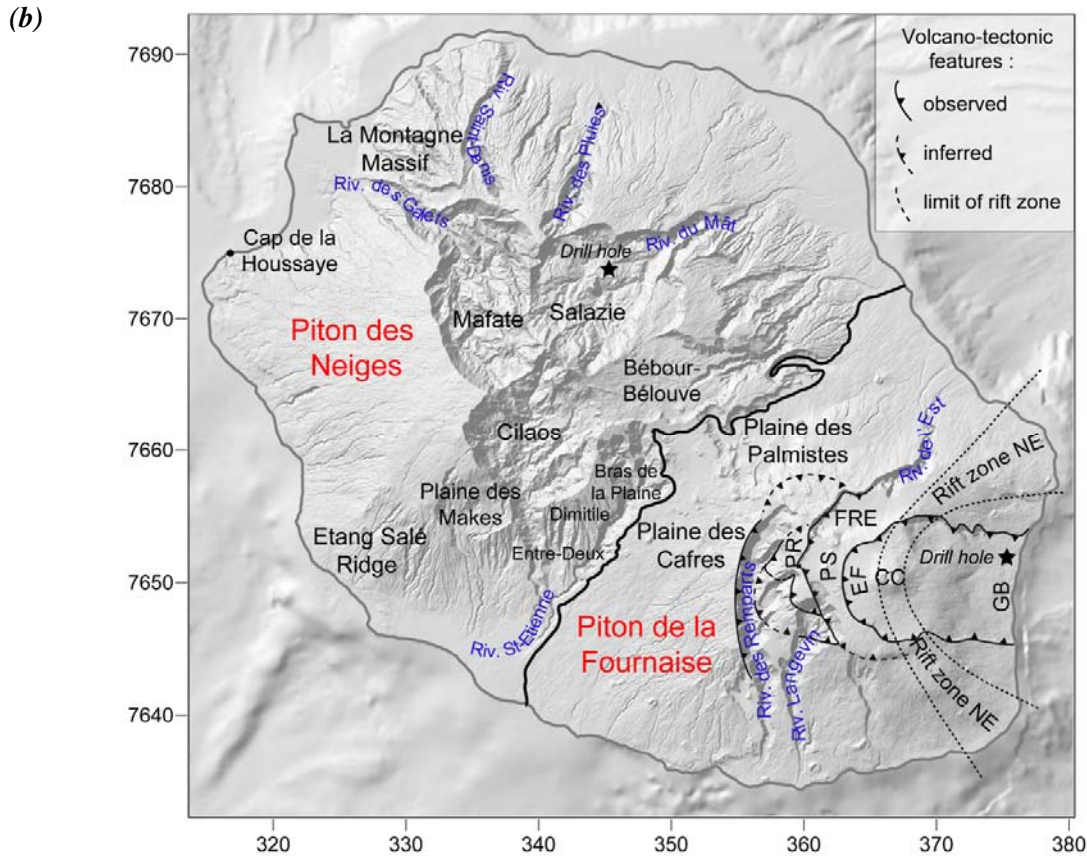 (b)
Volcano-tectonic
features :
observed
inferred
limit of rift zone
7690
7680
7670
7660
7650
7640
320
330
340
350
360
370
380
La Montagne
Massif
Riv. Saint-Denis
Riv. des Pluies
Riv. des Galets
Riv. du Mât
Cap de la
Houssaye
Drill hole
Mafate
Salazie
Piton des
Neiges
Bébour-
Bélouve
Cilaos
Plaine des
Palmistes
Riv. de l'Est
Rift zone NE
Bras de
la Plaine
Plaine des
Makes
Dimitile
Plaine des
Cafres
FRE
PR
PS
EF
CC
Drill hole
GB
Etang Salé
Ridge
Entre-Deux
Riv. St-Etienne
Piton de la
Fournaise
Riv. des Remparts
Riv. Langevin
Rift zone NE